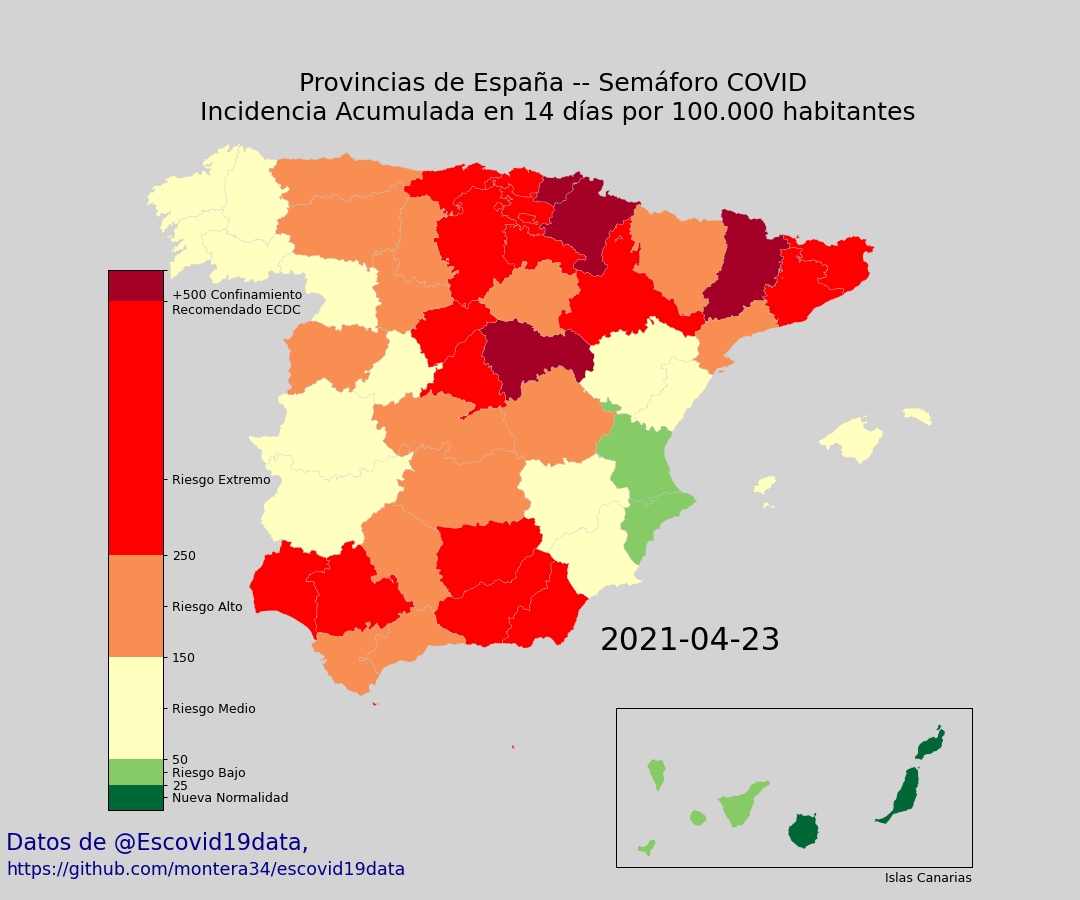 Provincias de España -- Semáforo COVID
Incidencia Acumulada en 14 días por 100.000 habitantes
+500 Confinamiento
Recomendado ECDC
Riesgo Extremo
250
Riesgo Alto
150
Riesgo Medio
50
Riesgo Bajo
25
Nueva Normalidad
2021-04-23
Islas Canarias
Datos de @Escovid19data,
https://github.com/montera34/escovid19data